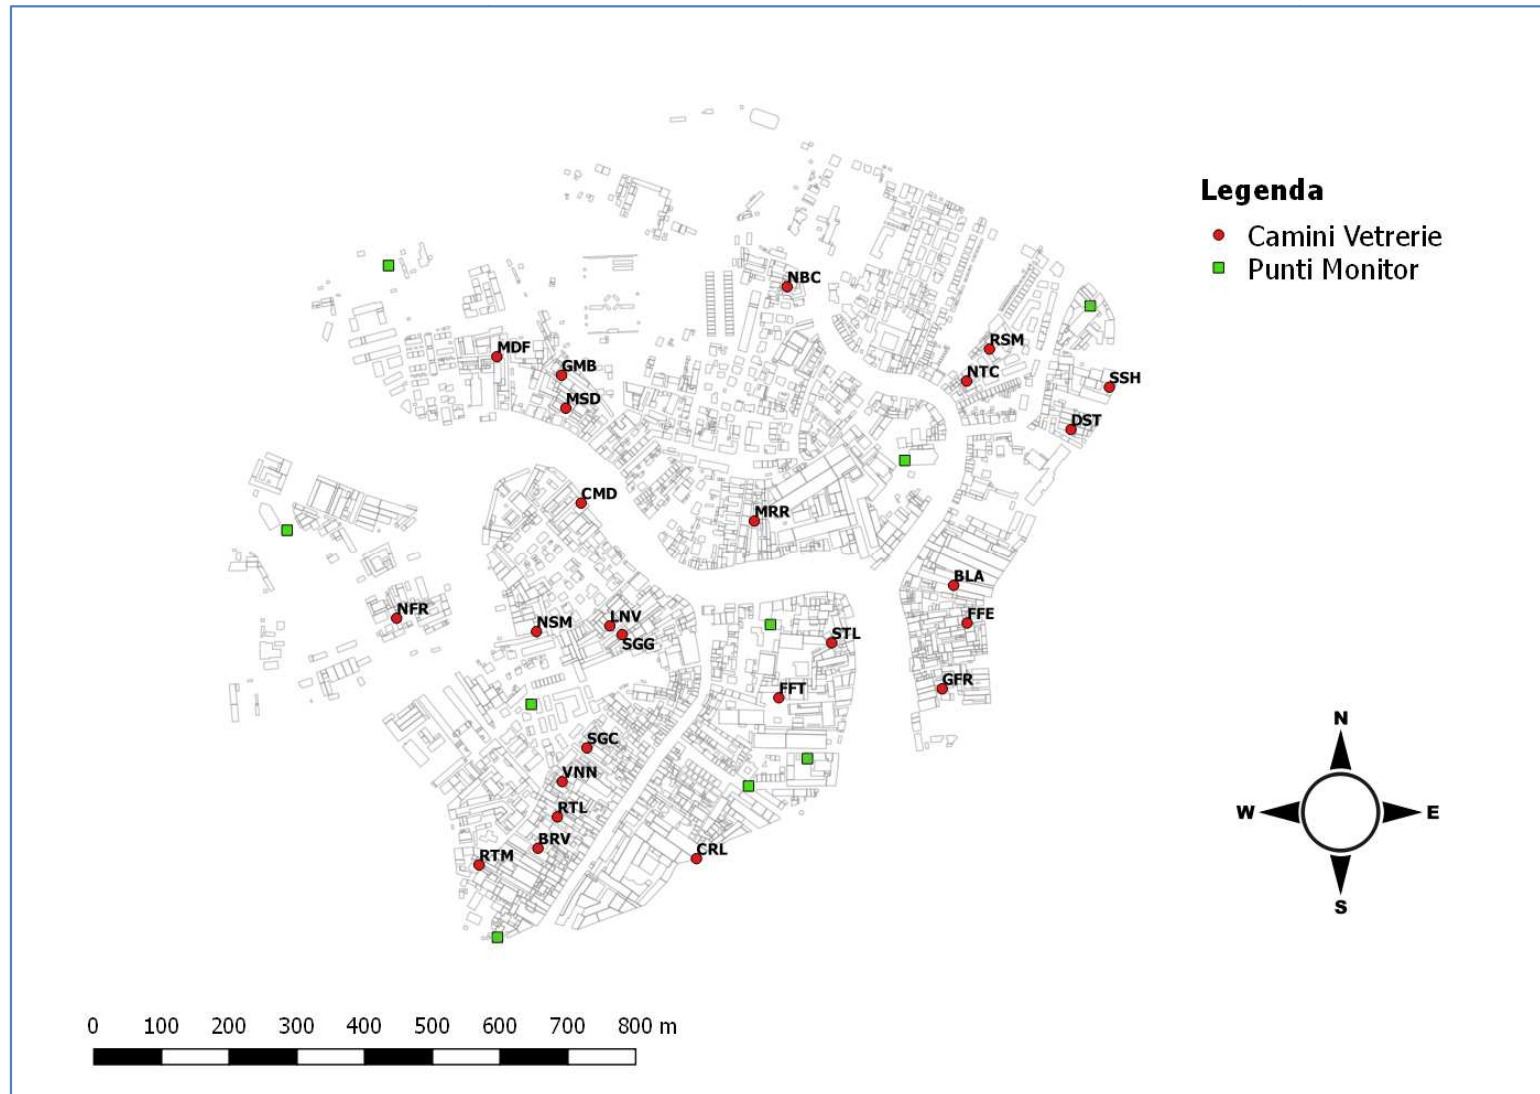 Legenda
Camini Vetrerie
Punti Monitor
NBC
RSM
MDF
GMB
NTC
SSH
MSD
DST
CMD
MRR
BLA
NFR
NSM
LNV
SGG
STL
FFE
FFT
GFR
SGC
VNN
RTL
BRV
RTM
CRL
N
W E
S
0 100 200 300 400 500 600 700 800 m